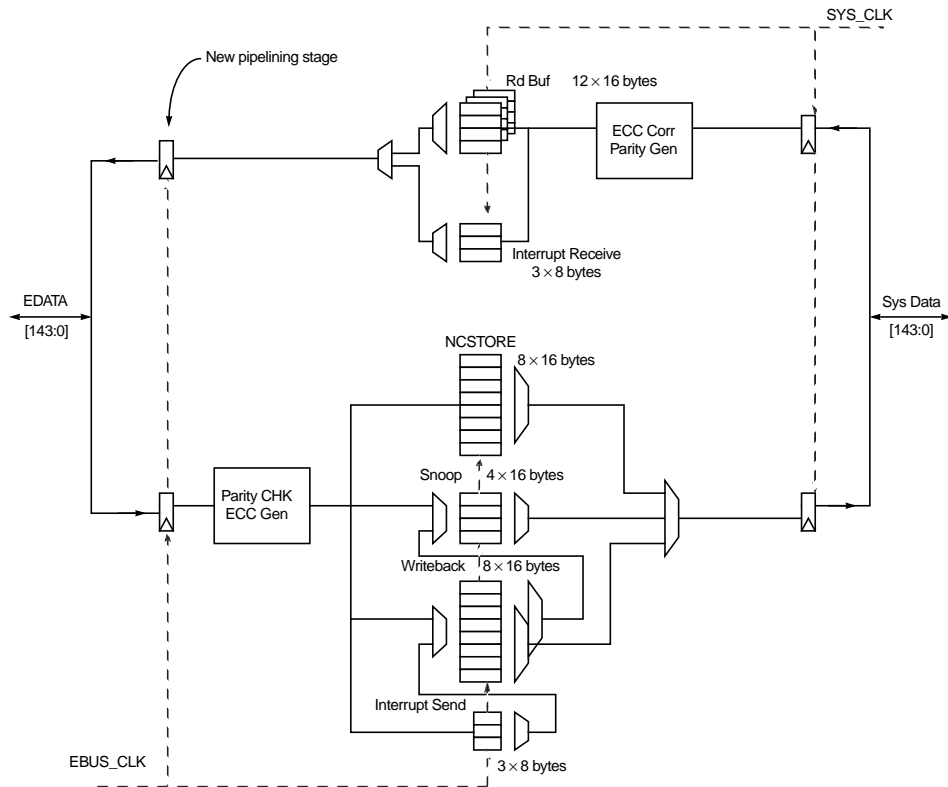 SYS_CLK
New pipelining stage
Rd Buf
12 × 16 bytes
ECC Corr
Parity Gen
Interrupt Receive
3 × 8 bytes
EDATA
[143:0]
Sys Data
[143:0]
NCSTORE
8 × 16 bytes
Snoop
4 × 16 bytes
Parity CHK
ECC Gen
Writeback
8 × 16 bytes
Interrupt Send
EBUS_CLK
3 × 8 bytes